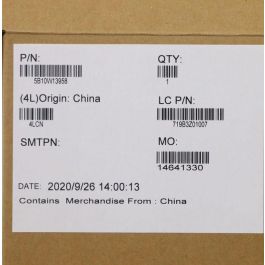 P/N: QTY:
5B10W13958 1
(4L)Origin: China LC P/N:
4LCN 719B3Z01007
SMTPN: MO:
14641330
DATE: 2020/9/26 14:00:13
Contains Merchandise From : China